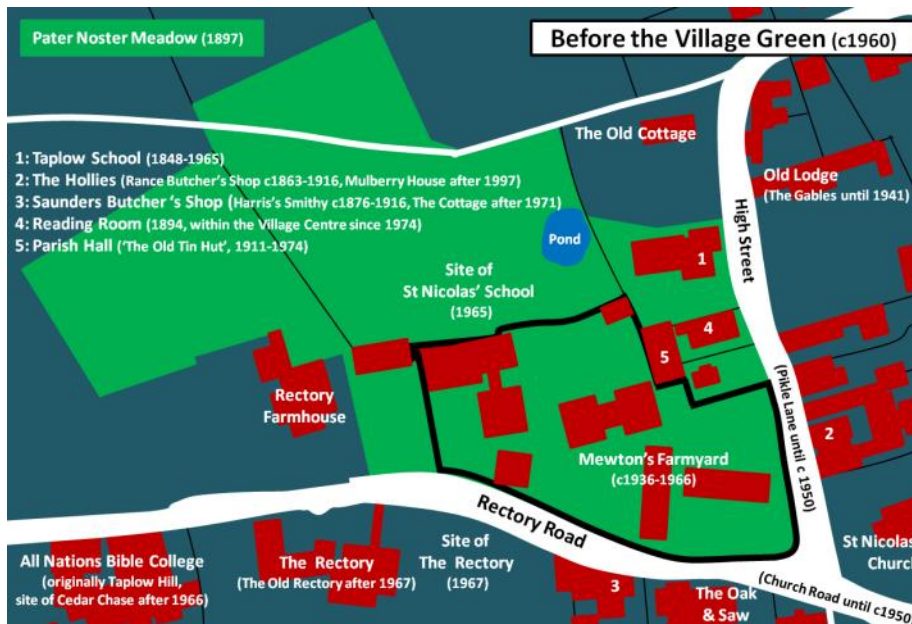 Pater Noster Meadow (1897)
Before the Village Green (c1960)
The Old Cottage
1: Taplow School (1848-1965)
2: The Hollies (Rance Butcher's Shop c1863-1916, Mulberry House after 1997)
3: Saunders Butcher 's Shop (Harris's Smithy c1876-1916, The Cottage after 1971)
4: Reading Room (1894, within the Village Centre since 1974)
5: Parish Hall ('The Old Tin Hut', 1911-1974)
Old Lodge
(The Gables until 1941)
High Street
Pond
1
Site of
St Nicolas' School
(1965)
4
5
Rectory
Farmhouse
(Pikle Lane until c 1950)
2
Mewton's Farmyard
(c1936-1966)
Rectory Road
St Nicolas
Church
All Nations Bible College
(originally Taplow Hill,
site of Cedar Chase after 1966)
The Rectory
(The Old Rectory after 1967)
Site of
The Rectory
(1967)
3
The Oak
& Saw
(Church Road until c1950)